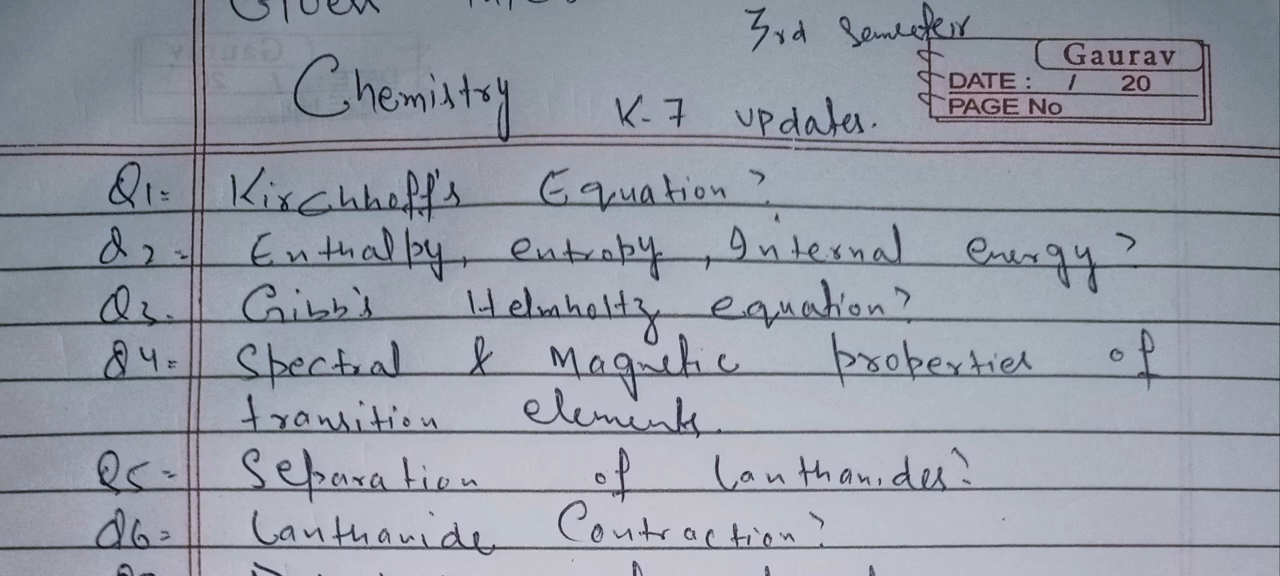 3rd Semester
Gaurav
Chemistry
DATE : / 20
K-7 updates.
PAGE No
Q1= Kirchhoff's Equation?
Q2= Enthalpy, entropy, Internal energy?
Q3. Gibb's Helmholtz equation?
Q4= Spectral & Magnetic properties of
transition elements.
Q5= Separation of Lanthanides?
Q6= Lanthanide Contraction?